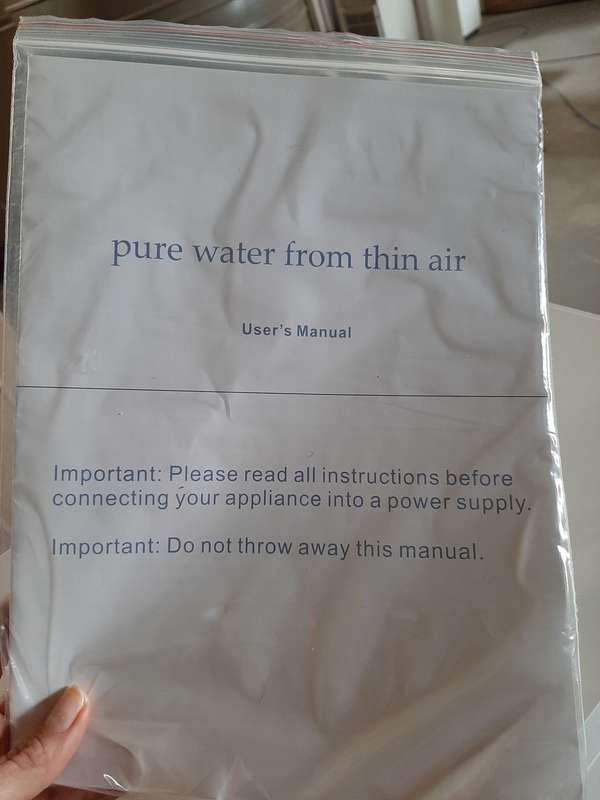 pure water from thin air
User's Manual
Important: Please read all instructions before
connecting your appliance into a power supply.
Important: Do not throw away this manual.